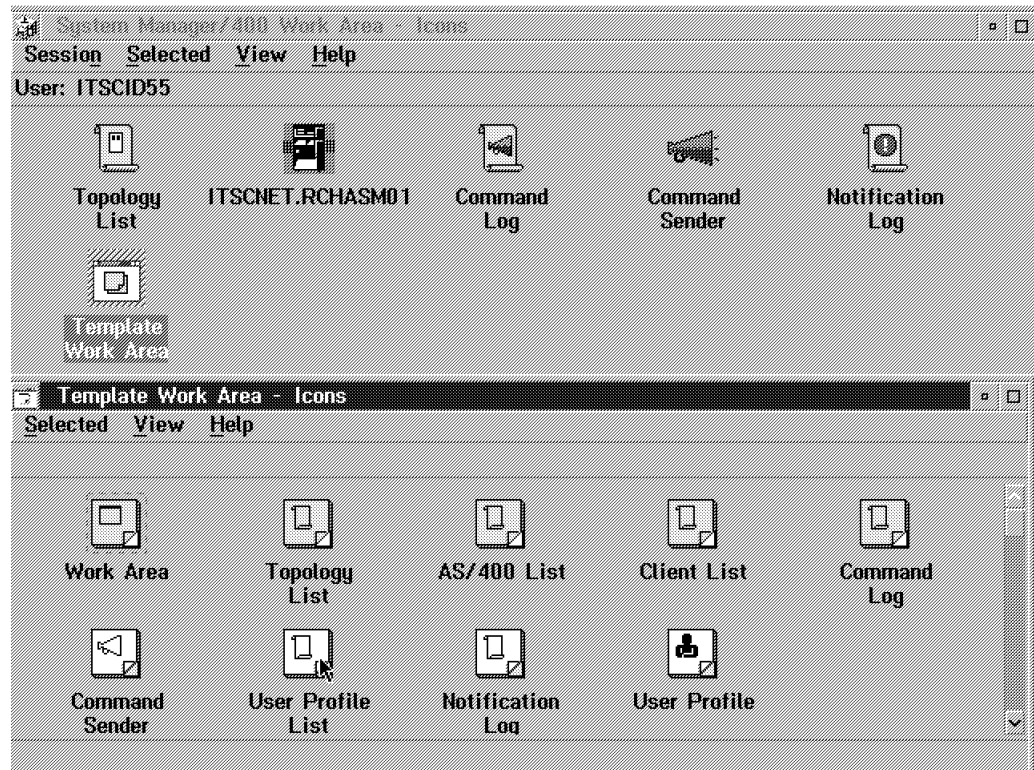 System Manager/400 Work Area - Icons
Session Selected View Help
User: ITSCID55
Topology List
ITSCNET.RCHASM01
Command Log
Command Sender
Notification Log
Template Work Area
Template Work Area - Icons
Selected View Help
Work Area
Topology List
AS/400 List
Client List
Command Log
Command Sender
User Profile List
Notification Log
User Profile